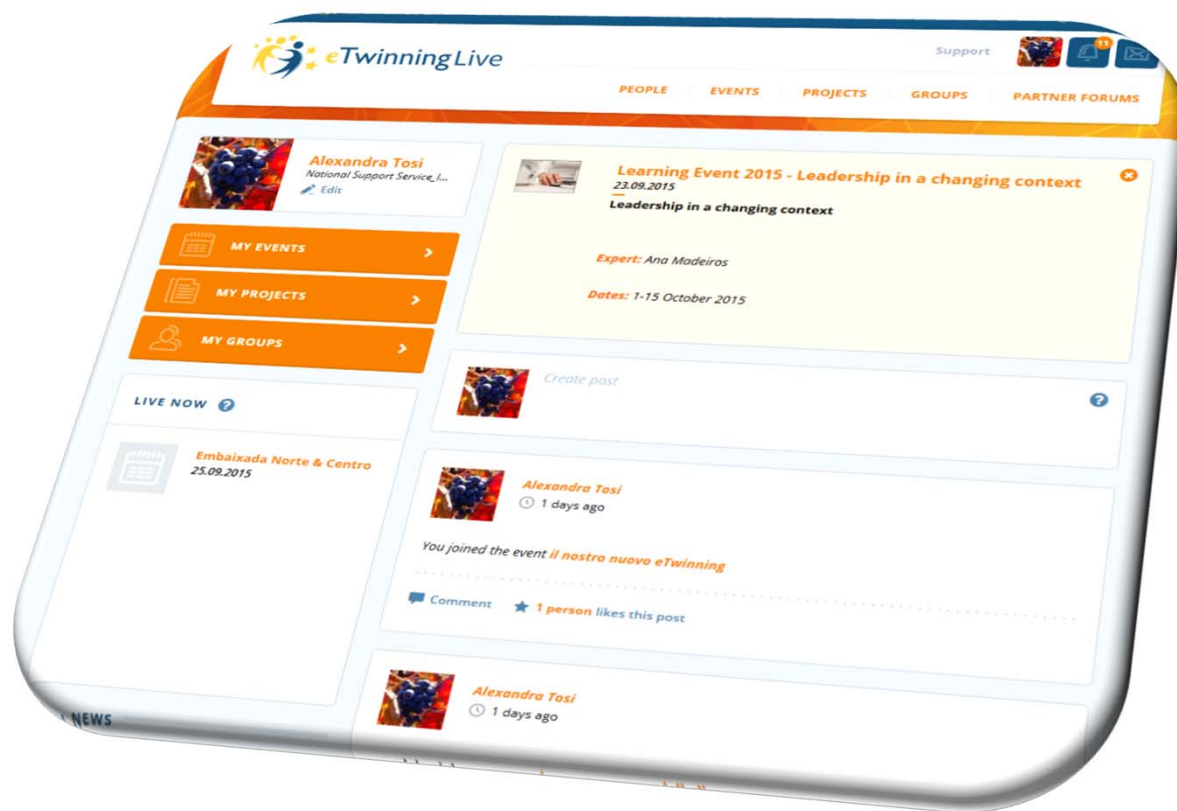 eTwinning Live
Support
11
PEOPLE
EVENTS
PROJECTS
GROUPS
PARTNER FORUMS
Alexandra Tosi
National Support Service_I...
Edit
MY EVENTS
MY PROJECTS
MY GROUPS
LIVE NOW
Embaixada Norte & Centro
25.09.2015
NEWS
Learning Event 2015 - Leadership in a changing context
23.09.2015
Leadership in a changing context
Expert: Ana Madeiros
Dates: 1-15 October 2015
Create post
Alexandra Tosi
1 days ago
You joined the event il nostro nuovo eTwinning
Comment
1 person likes this post
Alexandra Tosi
1 days ago